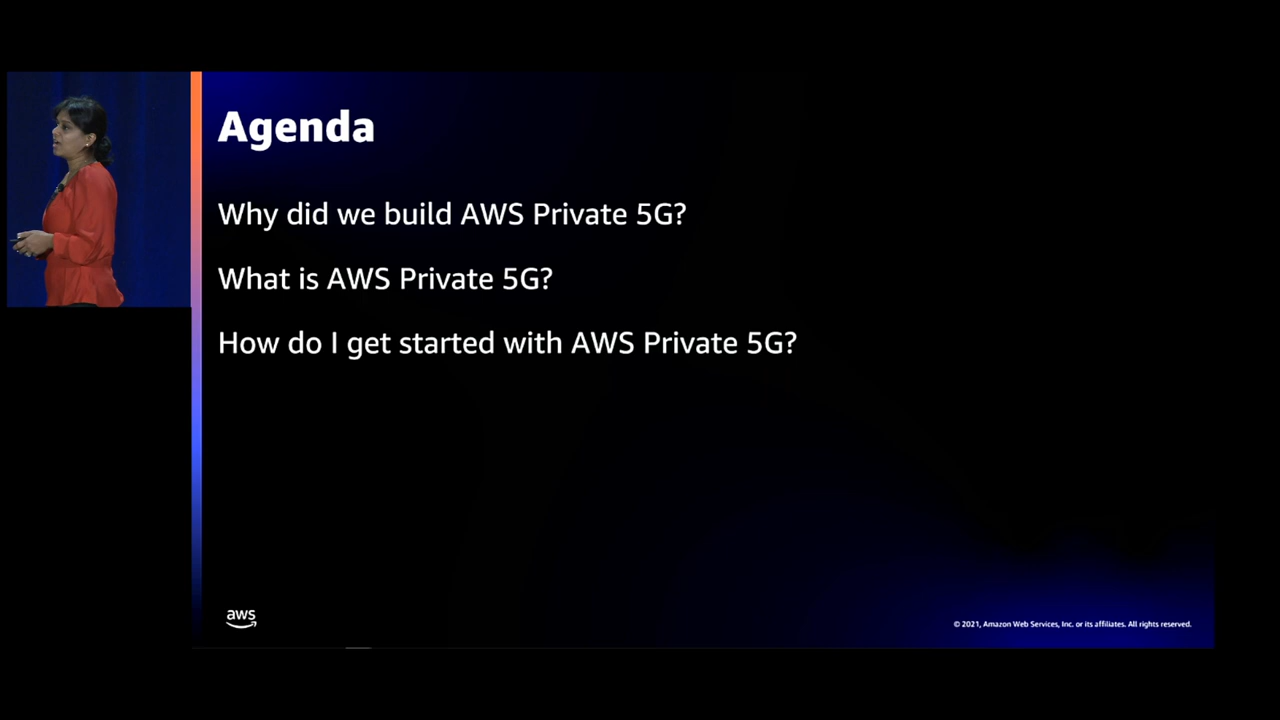 Agenda
Why did we build AWS Private 5G?
What is AWS Private 5G?
How do I get started with AWS Private 5G?
aws
© 2021, Amazon Web Services, Inc. or its affiliates. All rights reserved.